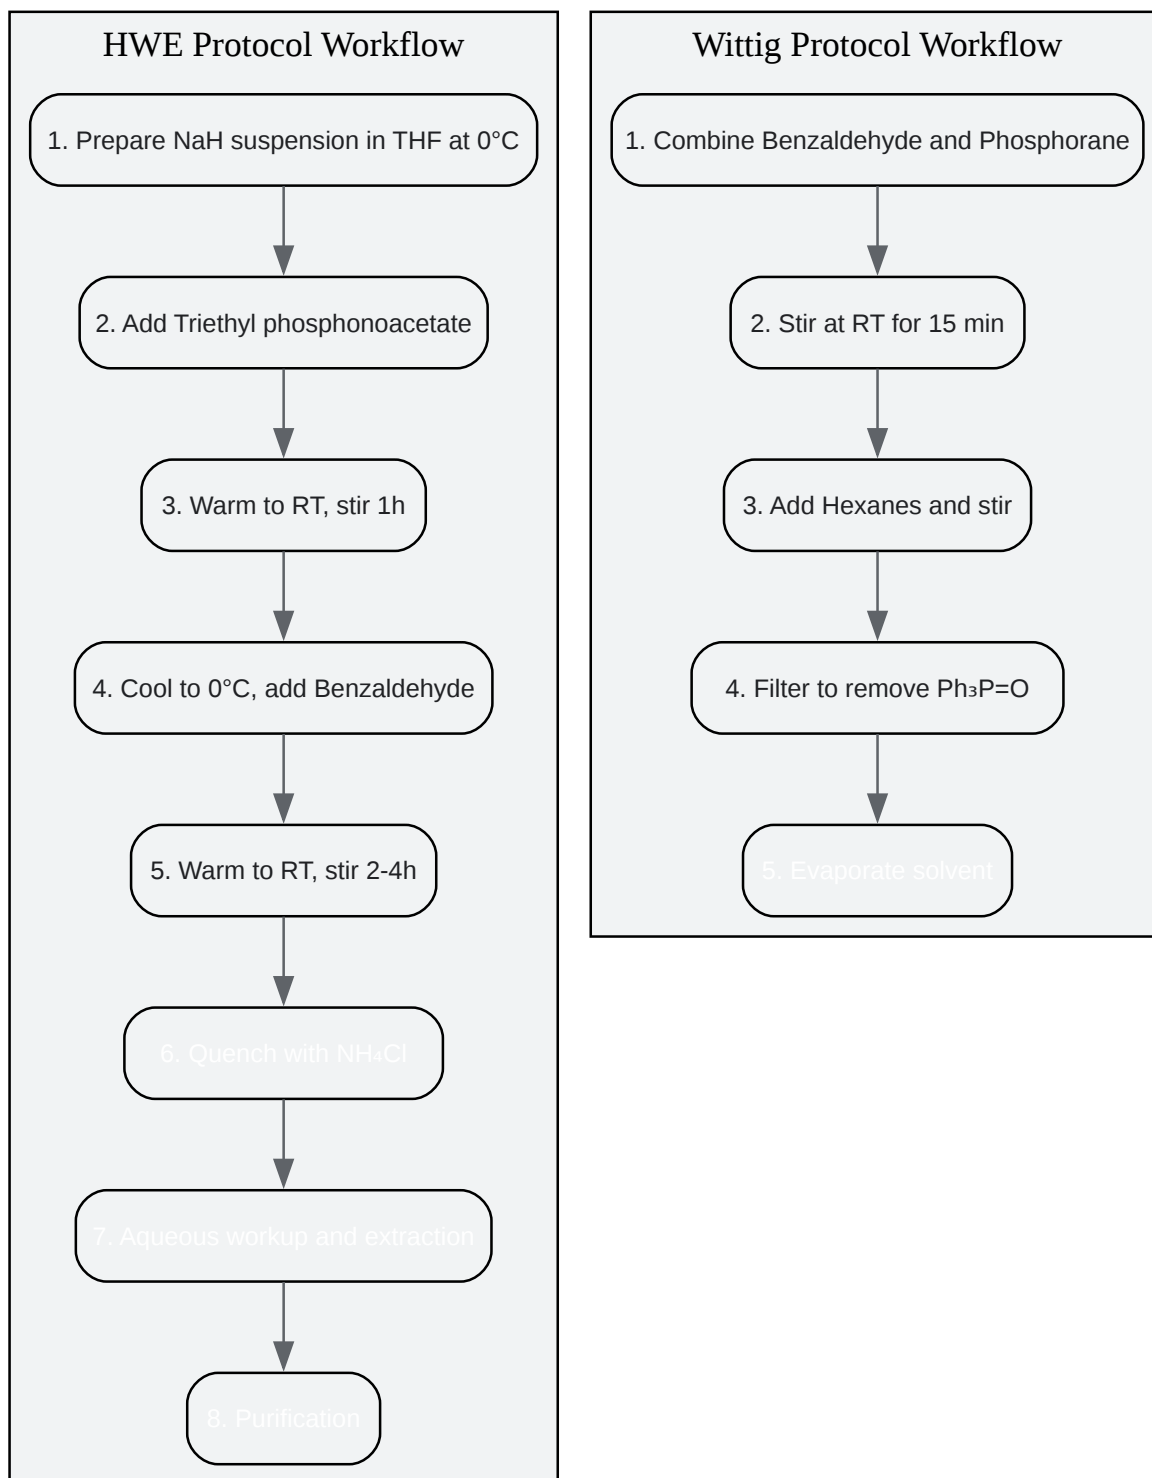 HWE Protocol Workflow
1. Prepare NaH suspension in THF at 0°C
2. Add Triethyl phosphonoacetate
3. Warm to RT, stir 1h
4. Cool to 0°C, add Benzaldehyde
5. Warm to RT, stir 2-4h
6. Quench with NH₄Cl
7. Aqueous workup and extraction
8. Purification
Wittig Protocol Workflow
1. Combine Benzaldehyde and Phosphorane
2. Stir at RT for 15 min
3. Add Hexanes and stir
4. Filter to remove Ph₃P=O
5. Evaporate solvent